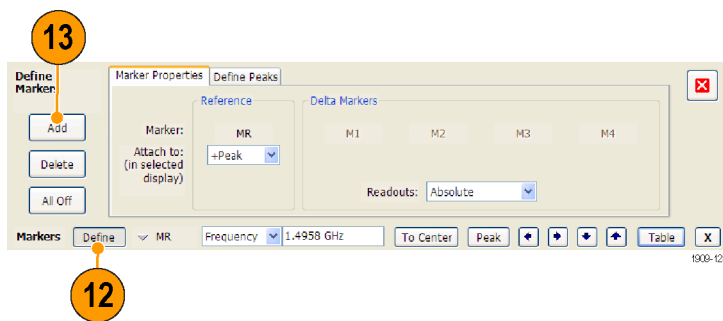 13
Define
Markers
Marker Properties
Define Peaks
Reference
Delta Markers
Add
Marker:
MR
M1
M2
M3
M4
Attach to:
(in selected
display)
+Peak
Delete
Readouts:
Absolute
All Off
Markers
Define
MR
Frequency
1.4958 GHz
To Center
Peak
Table
X
1909-12
12